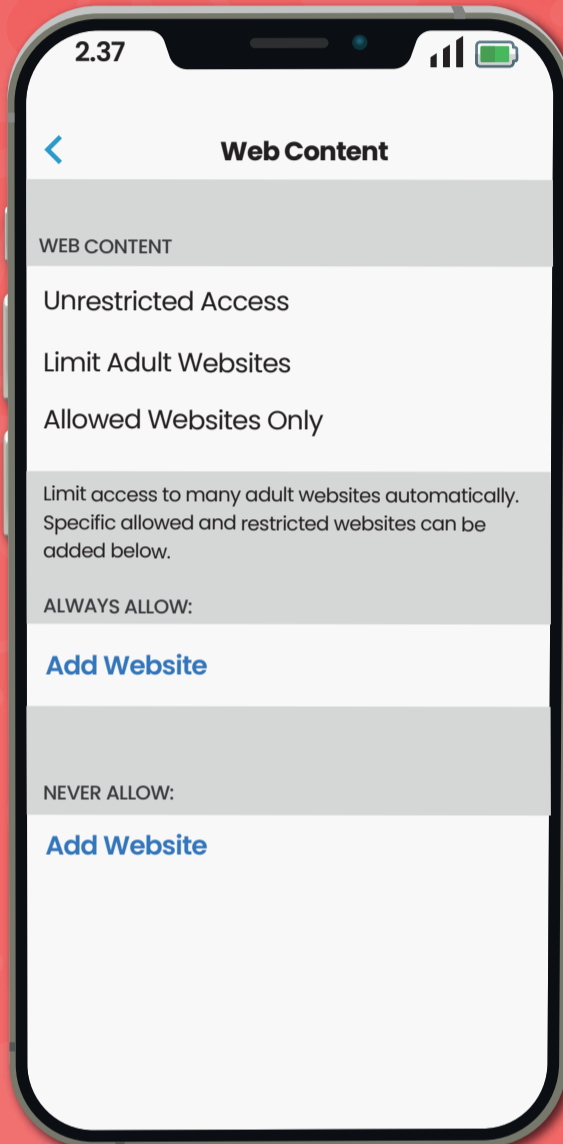 2.37
Web Content
WEB CONTENT
Unrestricted Access
Limit Adult Websites
Allowed Websites Only
Limit access to many adult websites automatically.
Specific allowed and restricted websites can be
added below.
ALWAYS ALLOW:
Add Website
NEVER ALLOW:
Add Website